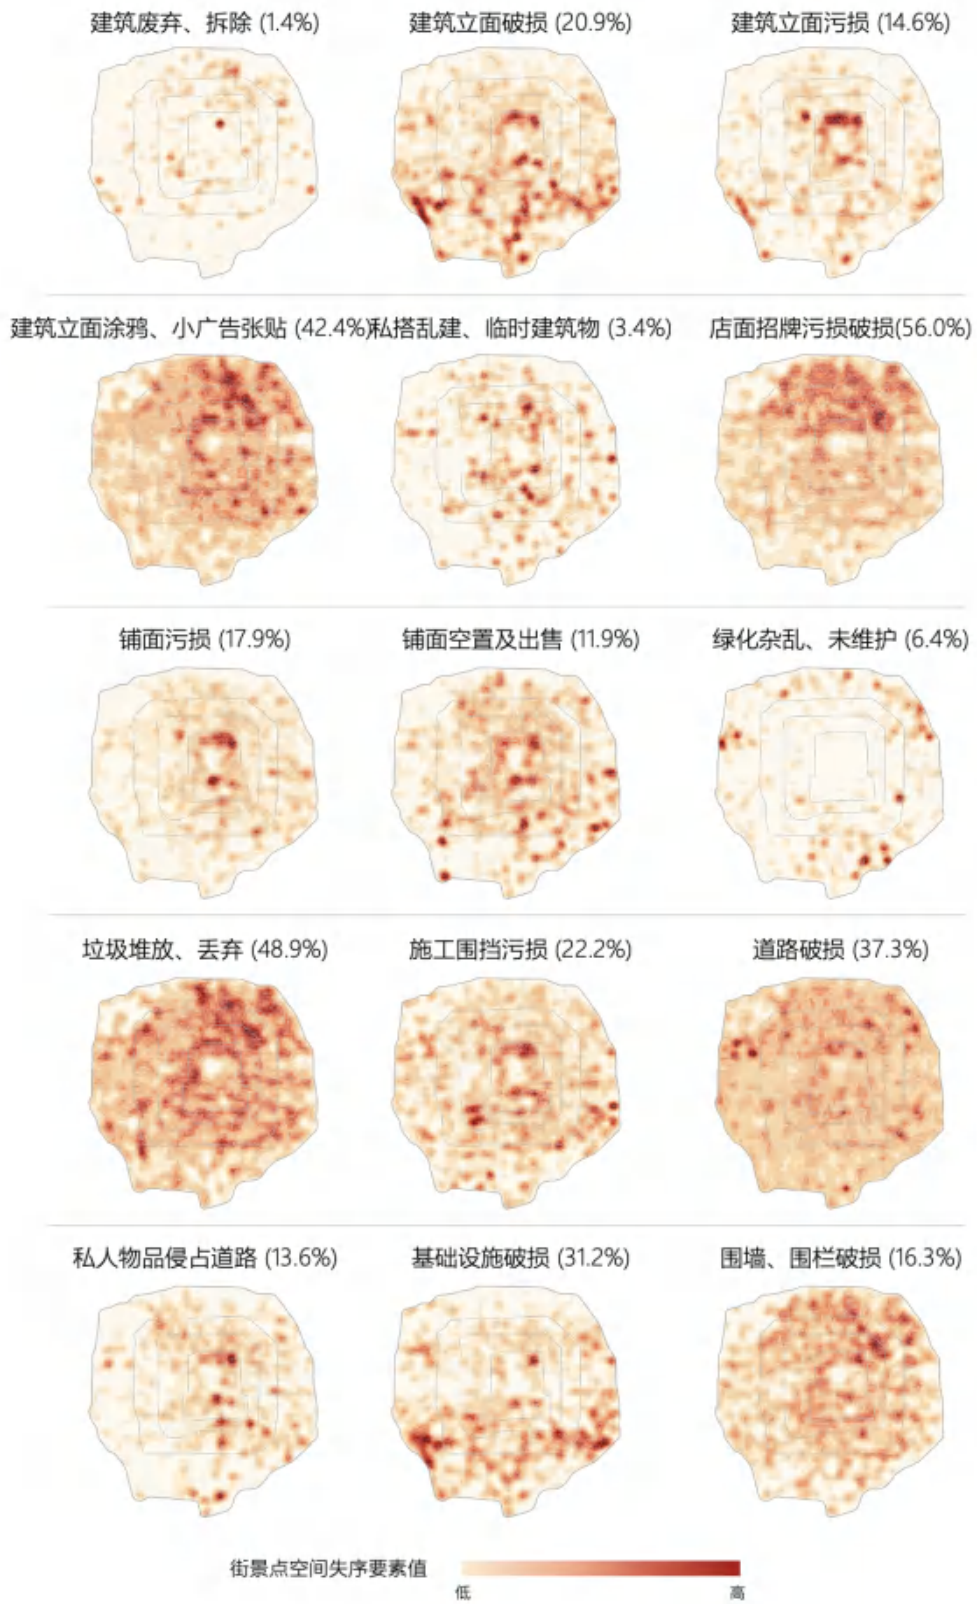 建筑废弃、拆除 (1.4%)
建筑立面破损 (20.9%)
建筑立面污损 (14.6%)
建筑立面涂鸦、小广告张贴 (42.4%)
私搭乱建、临时建筑物 (3.4%)
店面招牌污损破损(56.0%)
铺面污损 (17.9%)
铺面空置及出售 (11.9%)
绿化杂乱、未维护 (6.4%)
垃圾堆放、丢弃 (48.9%)
施工围挡污损 (22.2%)
道路破损 (37.3%)
私人物品侵占道路 (13.6%)
基础设施破损 (31.2%)
围墙、围栏破损 (16.3%)
街景点空间失序要素值
低
高